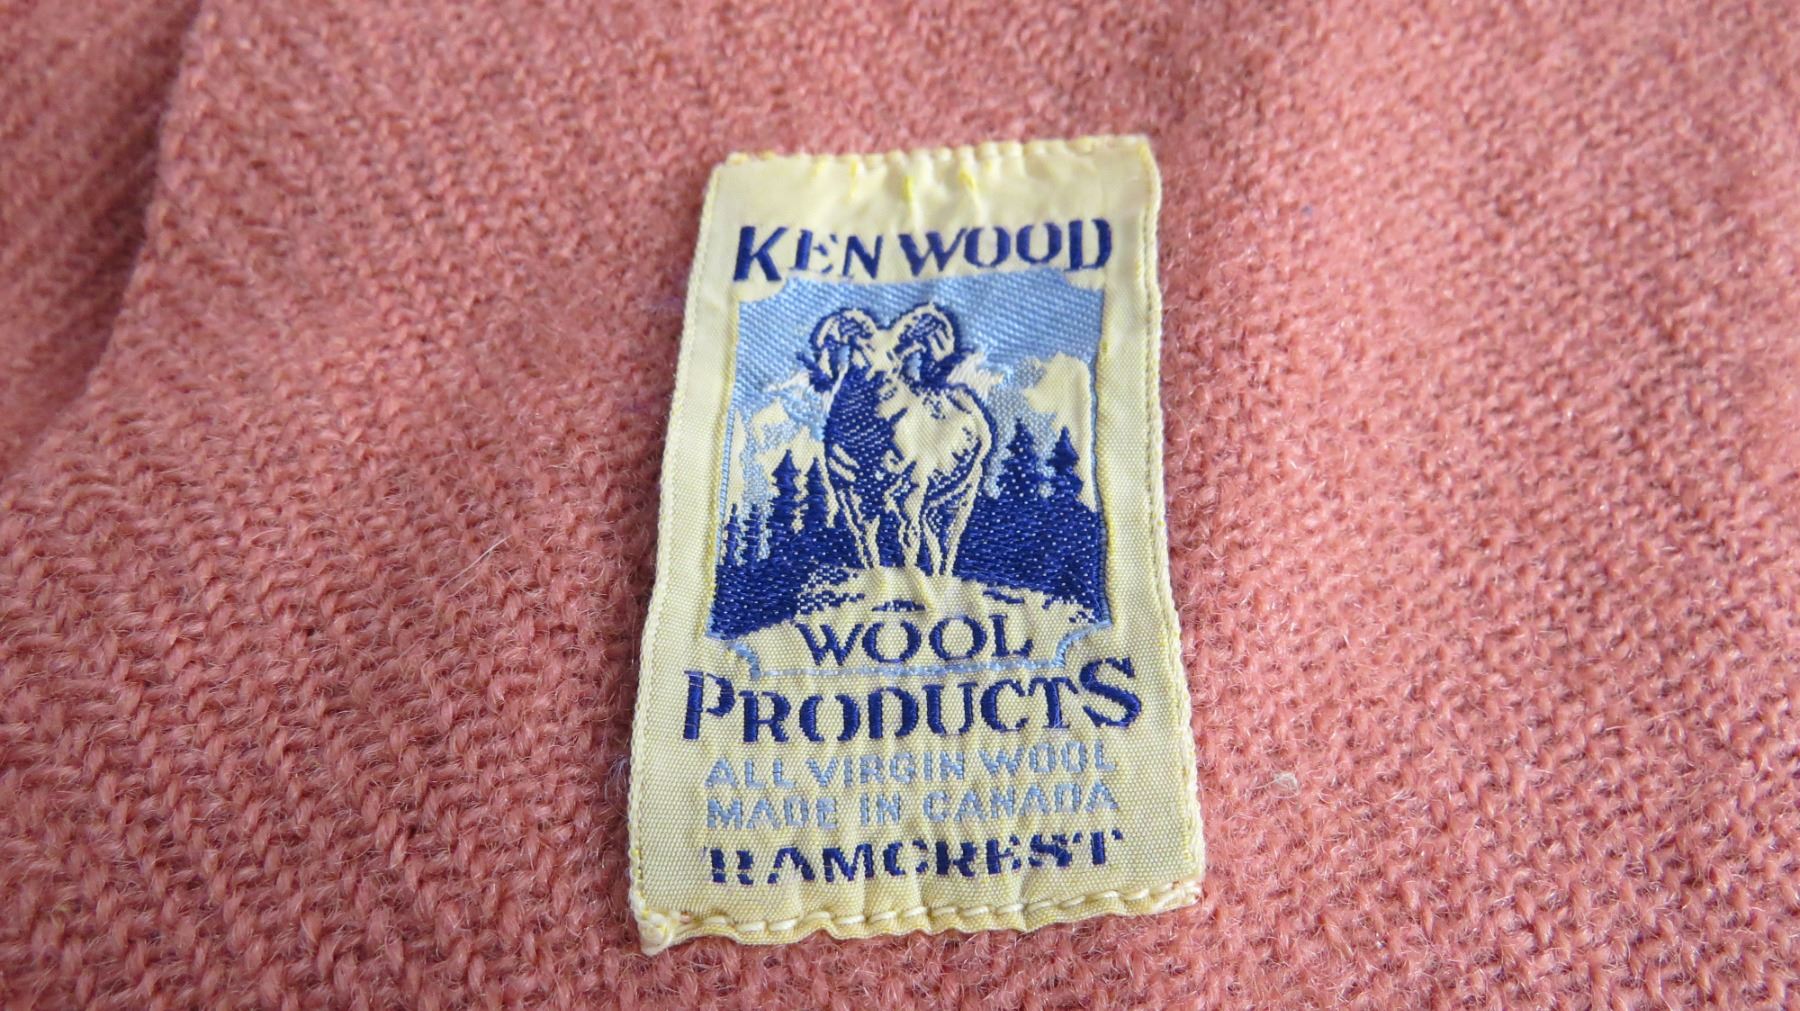 KENWOOD
WOOL
PRODUCTS
ALL VIRGIN WOOL
MADE IN CANADA
RAMCREST